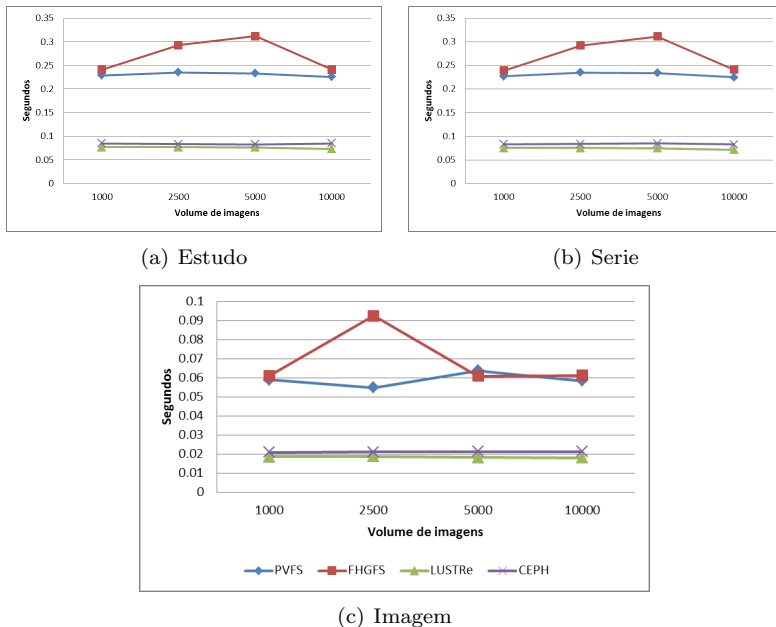 0.35
0.3
0.25
0.2
0.15
0.1
0.05
0
Segundos
1000 2500 5000 10000
Volume de imagens
(a) Estudo
0.35
0.3
0.25
0.2
0.15
0.1
0.05
0
Segundos
1000 2500 5000 10000
Volume de imagens
(b) Serie
0.1
0.09
0.08
0.07
0.06
0.05
0.04
0.03
0.02
0.01
0
Segundos
1000 2500 5000 10000
Volume de imagens
PVFS FHGFS LUSTRe CEPH
(c) Imagem